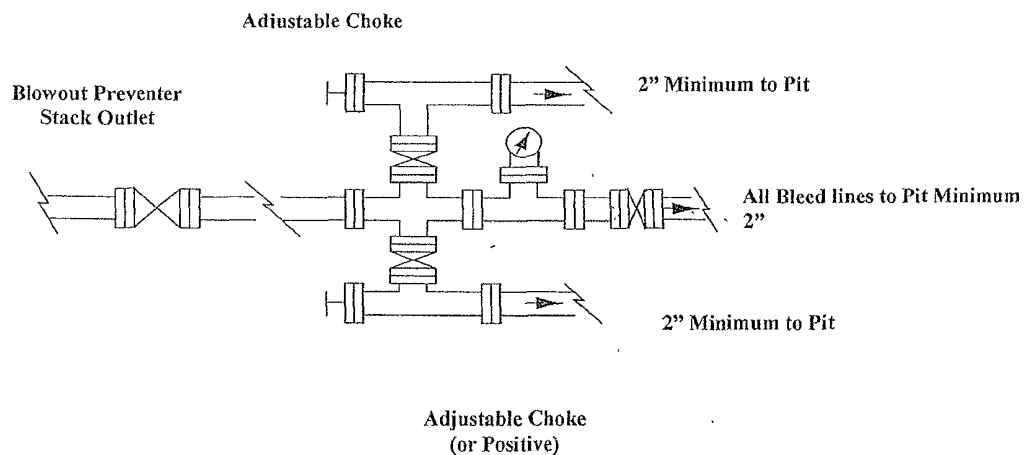 Adiustable Choke
2” Minimum to Pit
Blowout Preventer
Stack Outlet
All Bleed lines to Pit Minimum
2”
2” Minimum to Pit
Adjustable Choke
(or Positive)